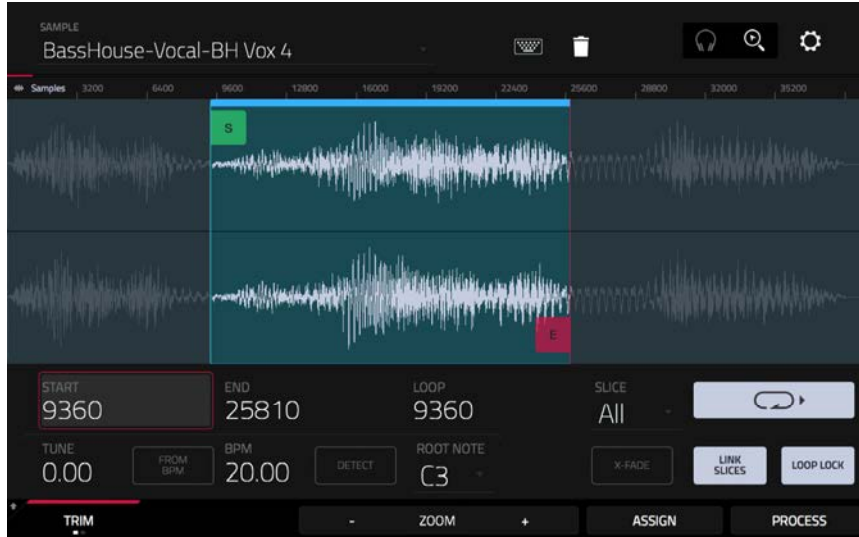 SAMPLE
BassHouse-Vocal-BH Vox 4
Samples 3200 6400 9600 12800 16000 19200 22400 25600 28800 32000 35200
S
E
START END LOOP SLICE
9360 25810 9360 All
TUNE FROM BPM BPM DETECT ROOT NOTE X-FADE LINK SLICES LOOP LOCK
0.00 20.00 C3
TRIM - ZOOM + ASSIGN PROCESS